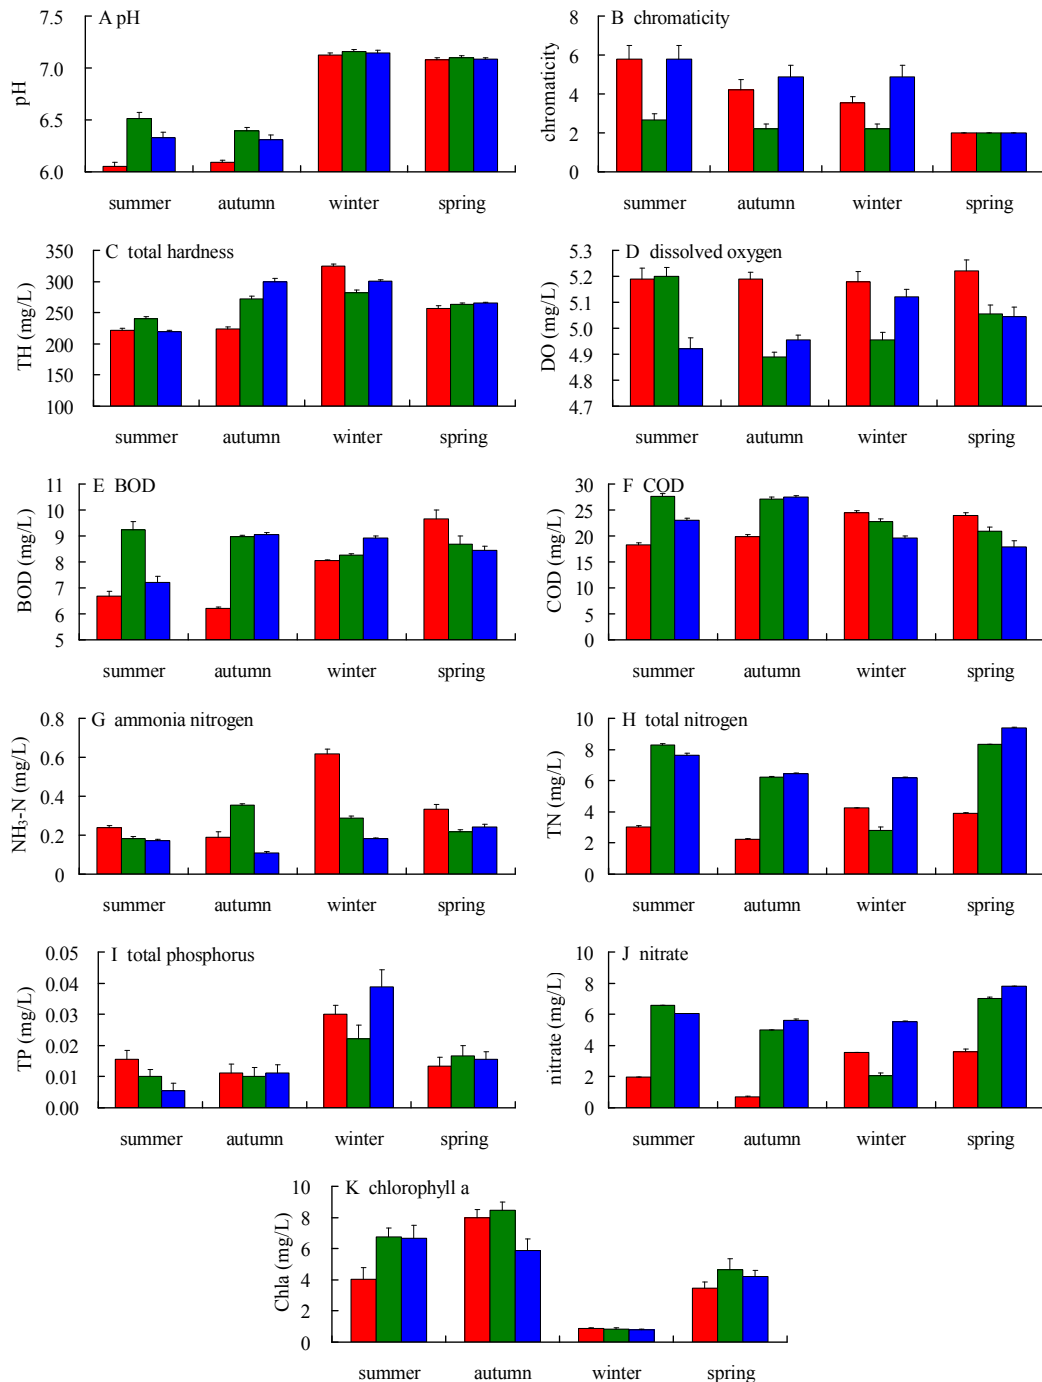 A pH
7.5
7.0
6.5
6.0
pH
summer autumn winter spring
B chromaticity
8
6
4
2
0
chromaticity
summer autumn winter spring
C total hardness
350
300
250
200
150
100
TH (mg/L)
summer autumn winter spring
D dissolved oxygen
5.3
5.2
5.1
5.0
4.9
4.8
4.7
DO (mg/L)
summer autumn winter spring
E BOD
11
10
9
8
7
6
5
BOD (mg/L)
summer autumn winter spring
F COD
30
25
20
15
10
5
0
COD (mg/L)
summer autumn winter spring
G ammonia nitrogen
0.8
0.6
0.4
0.2
0
NH₃-N (mg/L)
summer autumn winter spring
H total nitrogen
10
8
6
4
2
0
TN (mg/L)
summer autumn winter spring
I total phosphorus
0.05
0.04
0.03
0.02
0.01
0.00
TP (mg/L)
summer autumn winter spring
J nitrate
10
8
6
4
2
0
nitrate (mg/L)
summer autumn winter spring
K chlorophyll a
10
8
6
4
2
0
Chla (mg/L)
summer autumn winter spring